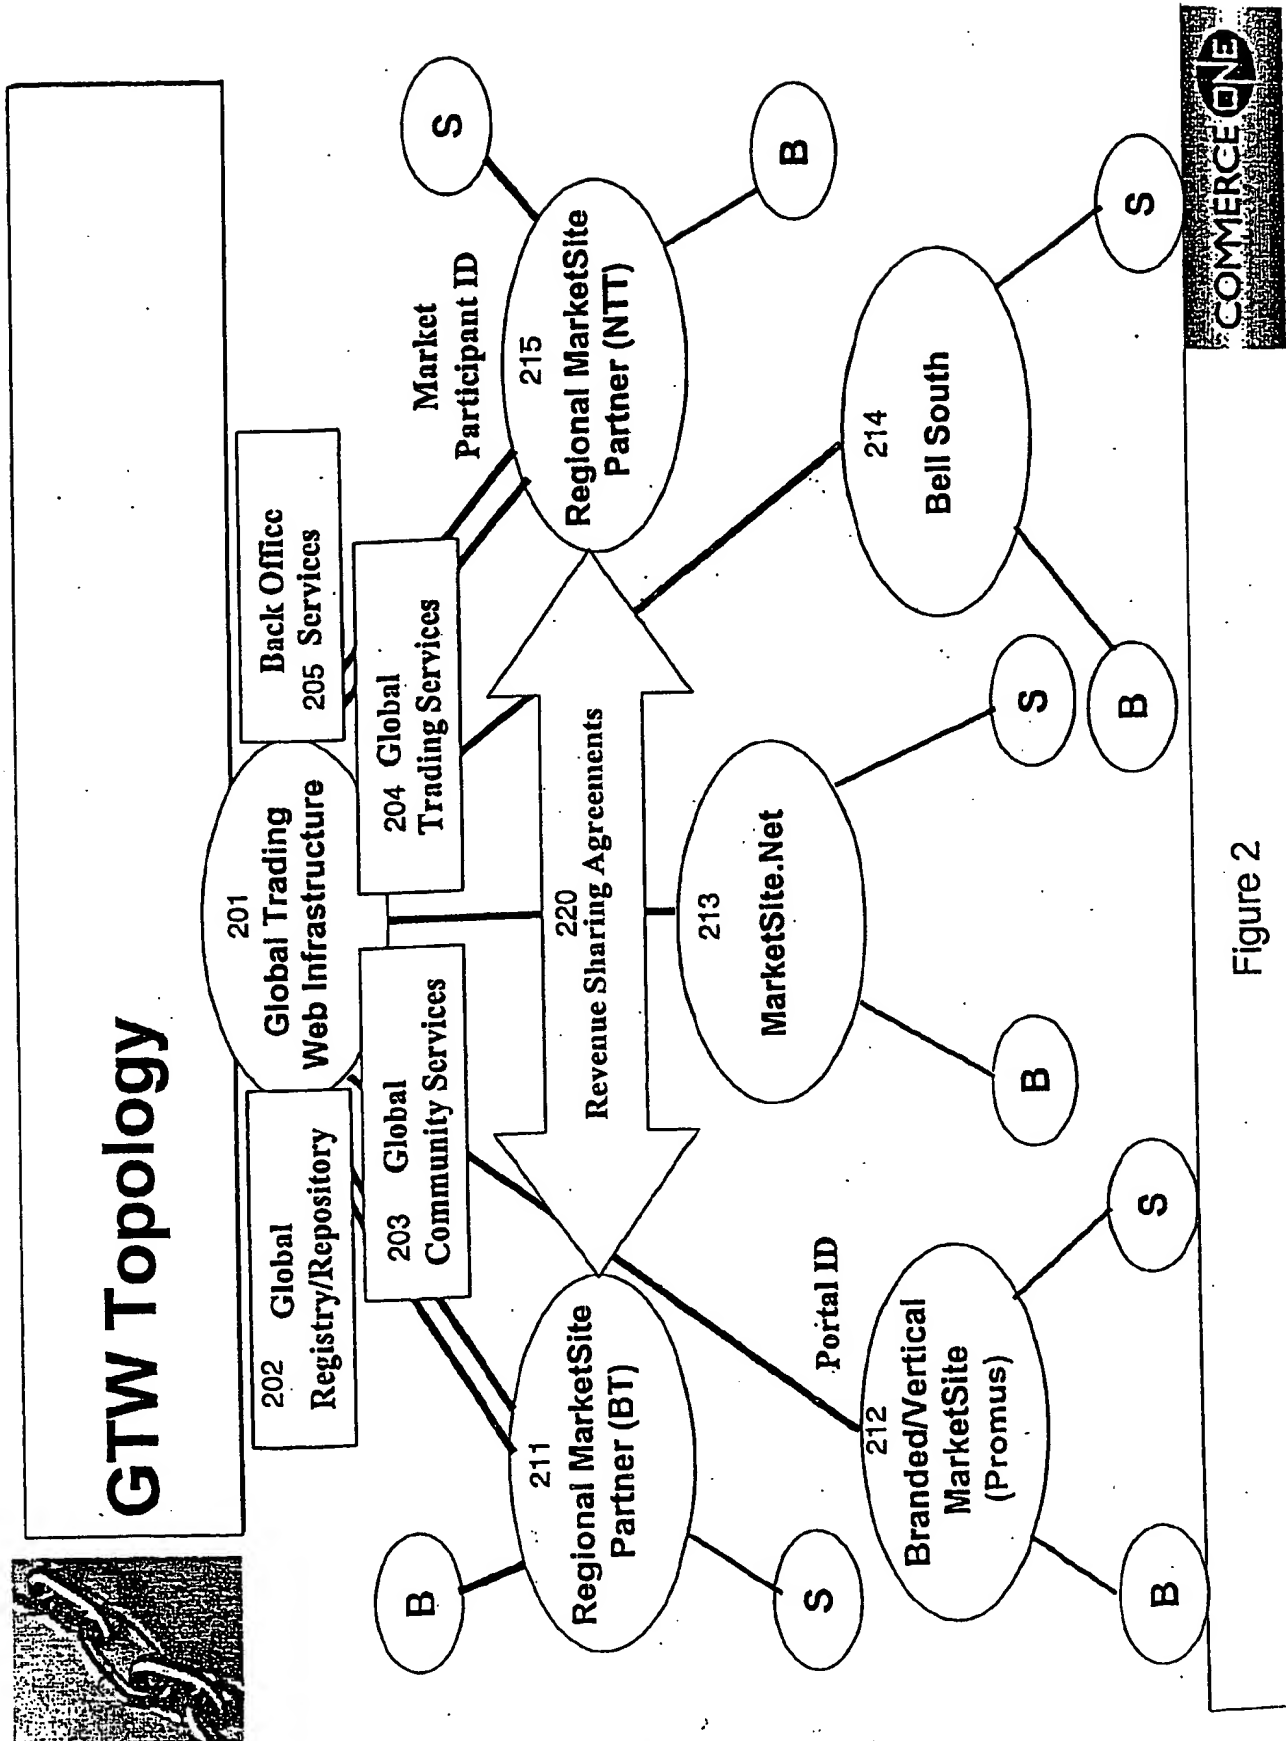 GTW Topology
201
Global Trading
Web Infrastructure
202 Global
Registry/Repository
Back Office
205 Services
203 Global
Community Services
204 Global
Trading Services
Market
Participant ID
B
S
211
Regional MarketSite
Partner (BT)
220
Revenue Sharing Agreements
215
Regional MarketSite
Partner (NTT)
S
B
Portal ID
213
MarketSite.Net
212
Branded/Vertical
MarketSite
(Promus)
214
Bell South
B
S
B
S
B
S
COMMERCE ONE
Figure 2